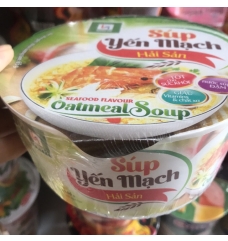 Súp
Yến Mạch
Hải Sản
SEAFOOD FLAVOUR
Oatmeal Soup
Súp
Yến Mạch
Hải Sản